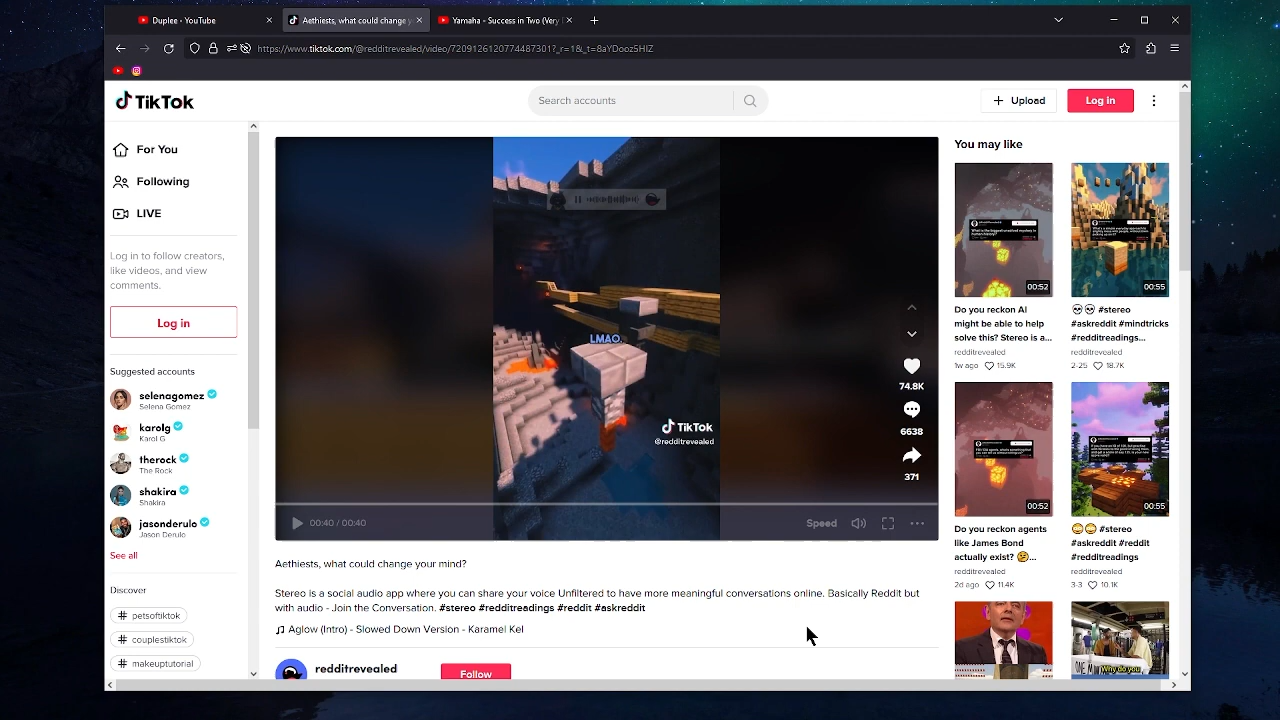 Duplee - YouTube
Aethiests, what could change y
Yamaha - Success in Two (Very
https://www.tiktok.com/@redditrevealed/video/7209126120774487301?_r=1&_t=8aYDooz5HIZ
TikTok
Search accounts
Upload
Log in
For You
Following
LIVE
Log in to follow creators,
like videos, and view
comments.
Log in
Suggested accounts
selenagomez
Selena Gomez
karolg
Karol G
therock
The Rock
shakira
Shakira
jasonderulo
Jason Derulo
See all
Discover
# petsoftiktok
# couplestiktok
# makeuptutorial
LMAO.
TikTok
@redditrevealed
74.8K
6638
371
00:40 / 00:40
Speed
Aethiests, what could change your mind?
Stereo is a social audio app where you can share your voice Unfiltered to have more meaningful conversations online. Basically ReddIt but
with audio - Join the Conversation. #stereo #redditreadings #reddit #askreddit
Aglow (Intro) - Slowed Down Version - Karamel Kel
redditrevealed
Follow
You may like
00:52
Do you reckon AI
might be able to help
solve this? Stereo is a...
redditrevealed
1w ago 15.9K
00:55
💀💀 #stereo
#askreddit #mindtricks
#redditreadings...
redditrevealed
2-25 18.7K
00:52
Do you reckon agents
like James Bond
actually exist? 🤔...
redditrevealed
2d ago 11.4K
00:55
#stereo
#askreddit #reddit
#redditreadings
redditrevealed
3-3 10.1K
Why do you